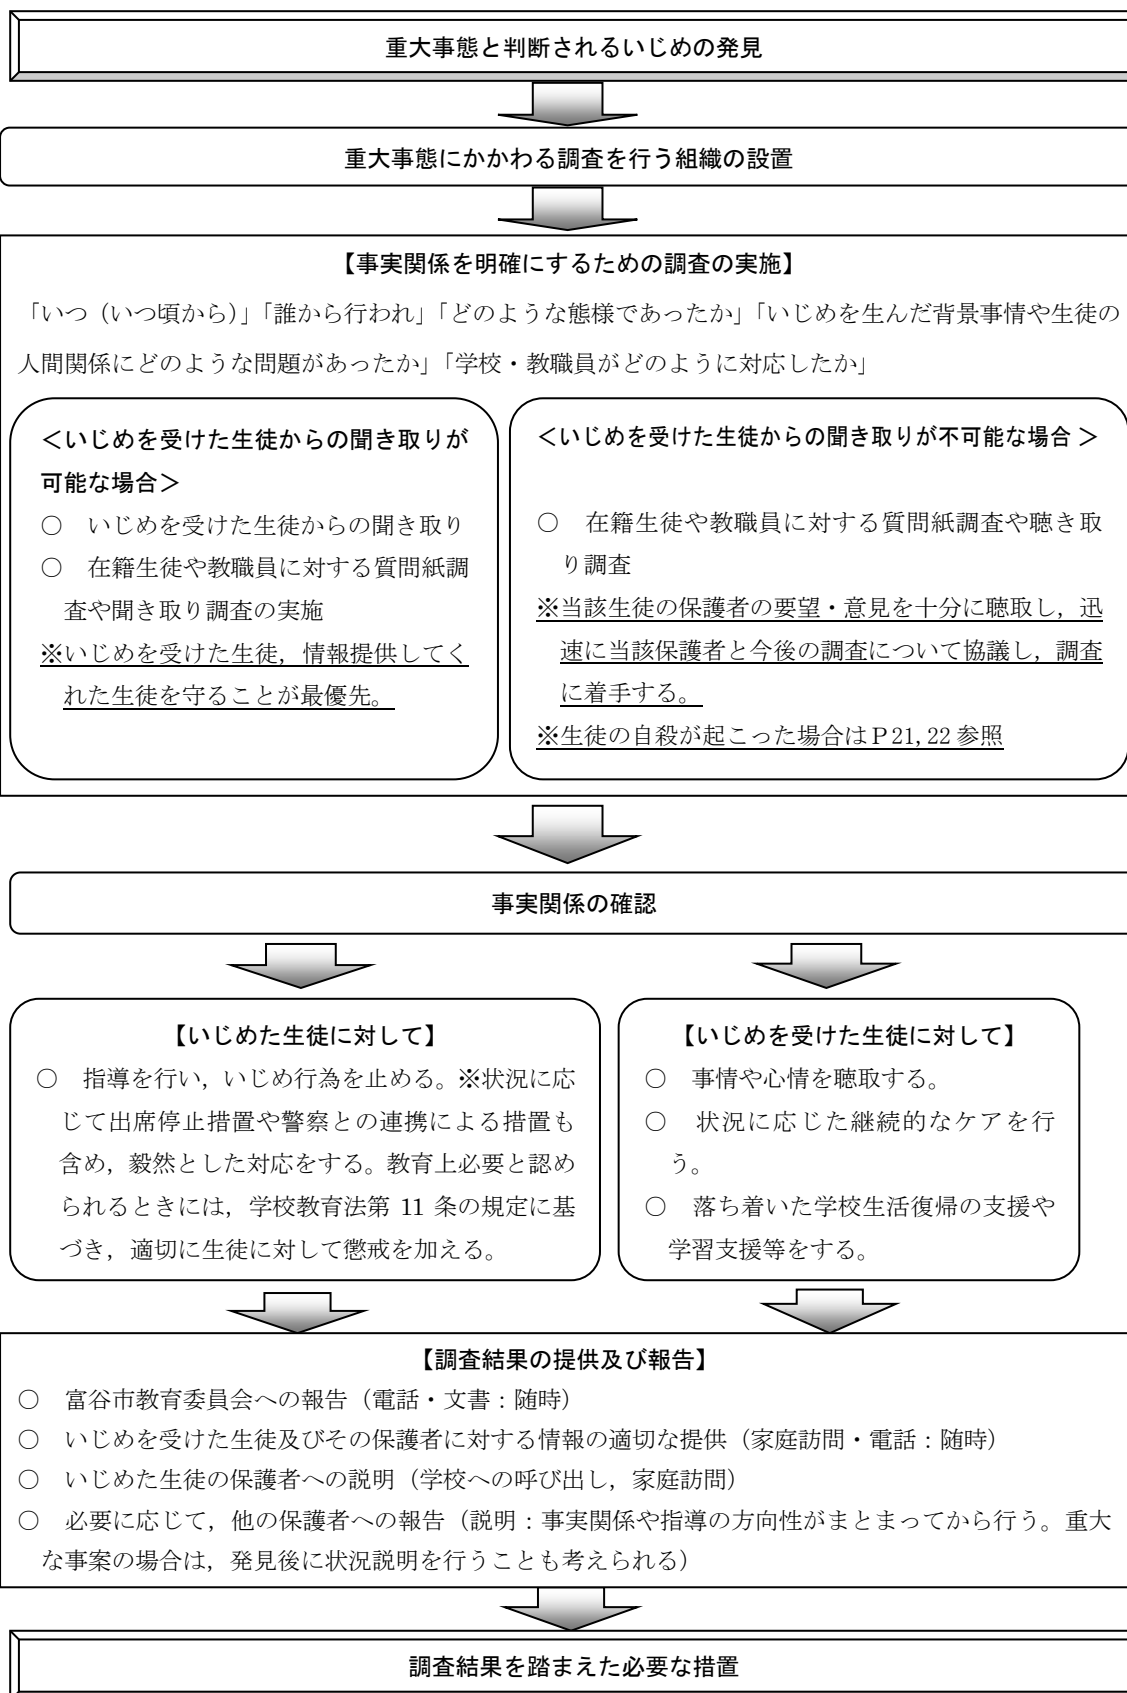 重大事態と判断されるいじめの発見
重大事態にかかわる調査を行う組織の設置
【事実関係を明確にするための調査の実施】
「いつ（いつ頃から）」「誰から行われ」「どのような態様であったか」「いじめを生んだ背景事情や生徒の
人間関係にどのような問題があったか」「学校・教職員がどのように対応したか」
＜いじめを受けた生徒からの聞き取りが
可能な場合＞
○　いじめを受けた生徒からの聞き取り
○　在籍生徒や教職員に対する質問紙調
査や聞き取り調査の実施
※いじめを受けた生徒，情報提供してく
れた生徒を守ることが最優先。
＜いじめを受けた生徒からの聞き取りが不可能な場合 ＞
○　在籍生徒や教職員に対する質問紙調査や聴き取
り調査
※当該生徒の保護者の要望・意見を十分に聴取し，迅
速に当該保護者と今後の調査について協議し，調査
に着手する。
※生徒の自殺が起こった場合はＰ21, 22 参照
事実関係の確認
【いじめた生徒に対して】
○　指導を行い，いじめ行為を止める。※状況に応
じて出席停止措置や警察との連携による措置も
含め，毅然とした対応をする。教育上必要と認め
られるときには，学校教育法第 11 条の規定に基
づき，適切に生徒に対して懲戒を加える。
【いじめを受けた生徒に対して】
○　事情や心情を聴取する。
○　状況に応じた継続的なケアを行
う。
○　落ち着いた学校生活復帰の支援や
学習支援等をする。
【調査結果の提供及び報告】
○　富谷市教育委員会への報告（電話・文書：随時）
○　いじめを受けた生徒及びその保護者に対する情報の適切な提供（家庭訪問・電話：随時）
○　いじめた生徒の保護者への説明（学校への呼び出し，家庭訪問）
○　必要に応じて，他の保護者への報告（説明：事実関係や指導の方向性がまとまってから行う。重大
な事案の場合は，発見後に状況説明を行うことも考えられる）
調査結果を踏まえた必要な措置